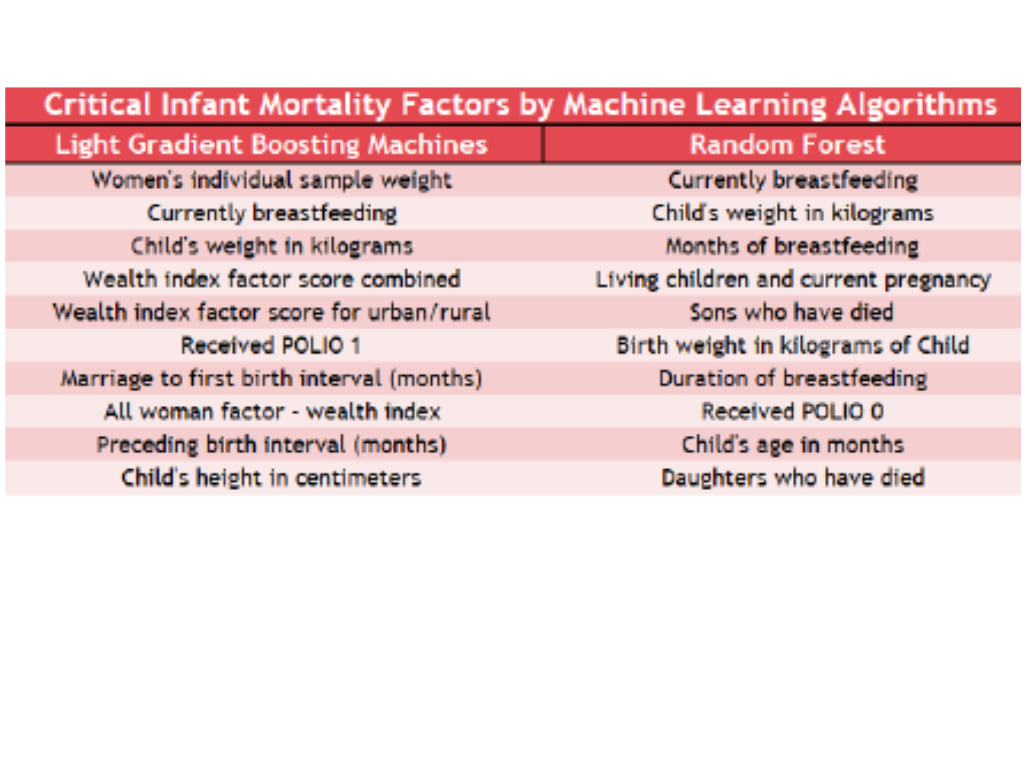 Critical Infant Mortality Factors by Machine Learning Algorithms
Light Gradient Boosting Machines Random Forest
Women's individual sample weight Currently breastfeeding
Currently breastfeeding Child's weight in kilograms
Child's weight in kilograms Months of breastfeeding
Wealth index factor score combined Living children and current pregnancy
Wealth index factor score for urban/rural Sons who have died
Received POLIO 1 Birth weight in kilograms of Child
Marriage to first birth interval (months) Duration of breastfeeding
All woman factor - wealth index Received POLIO 0
Preceding birth interval (months) Child's age in months
Child's height in centimeters Daughters who have died